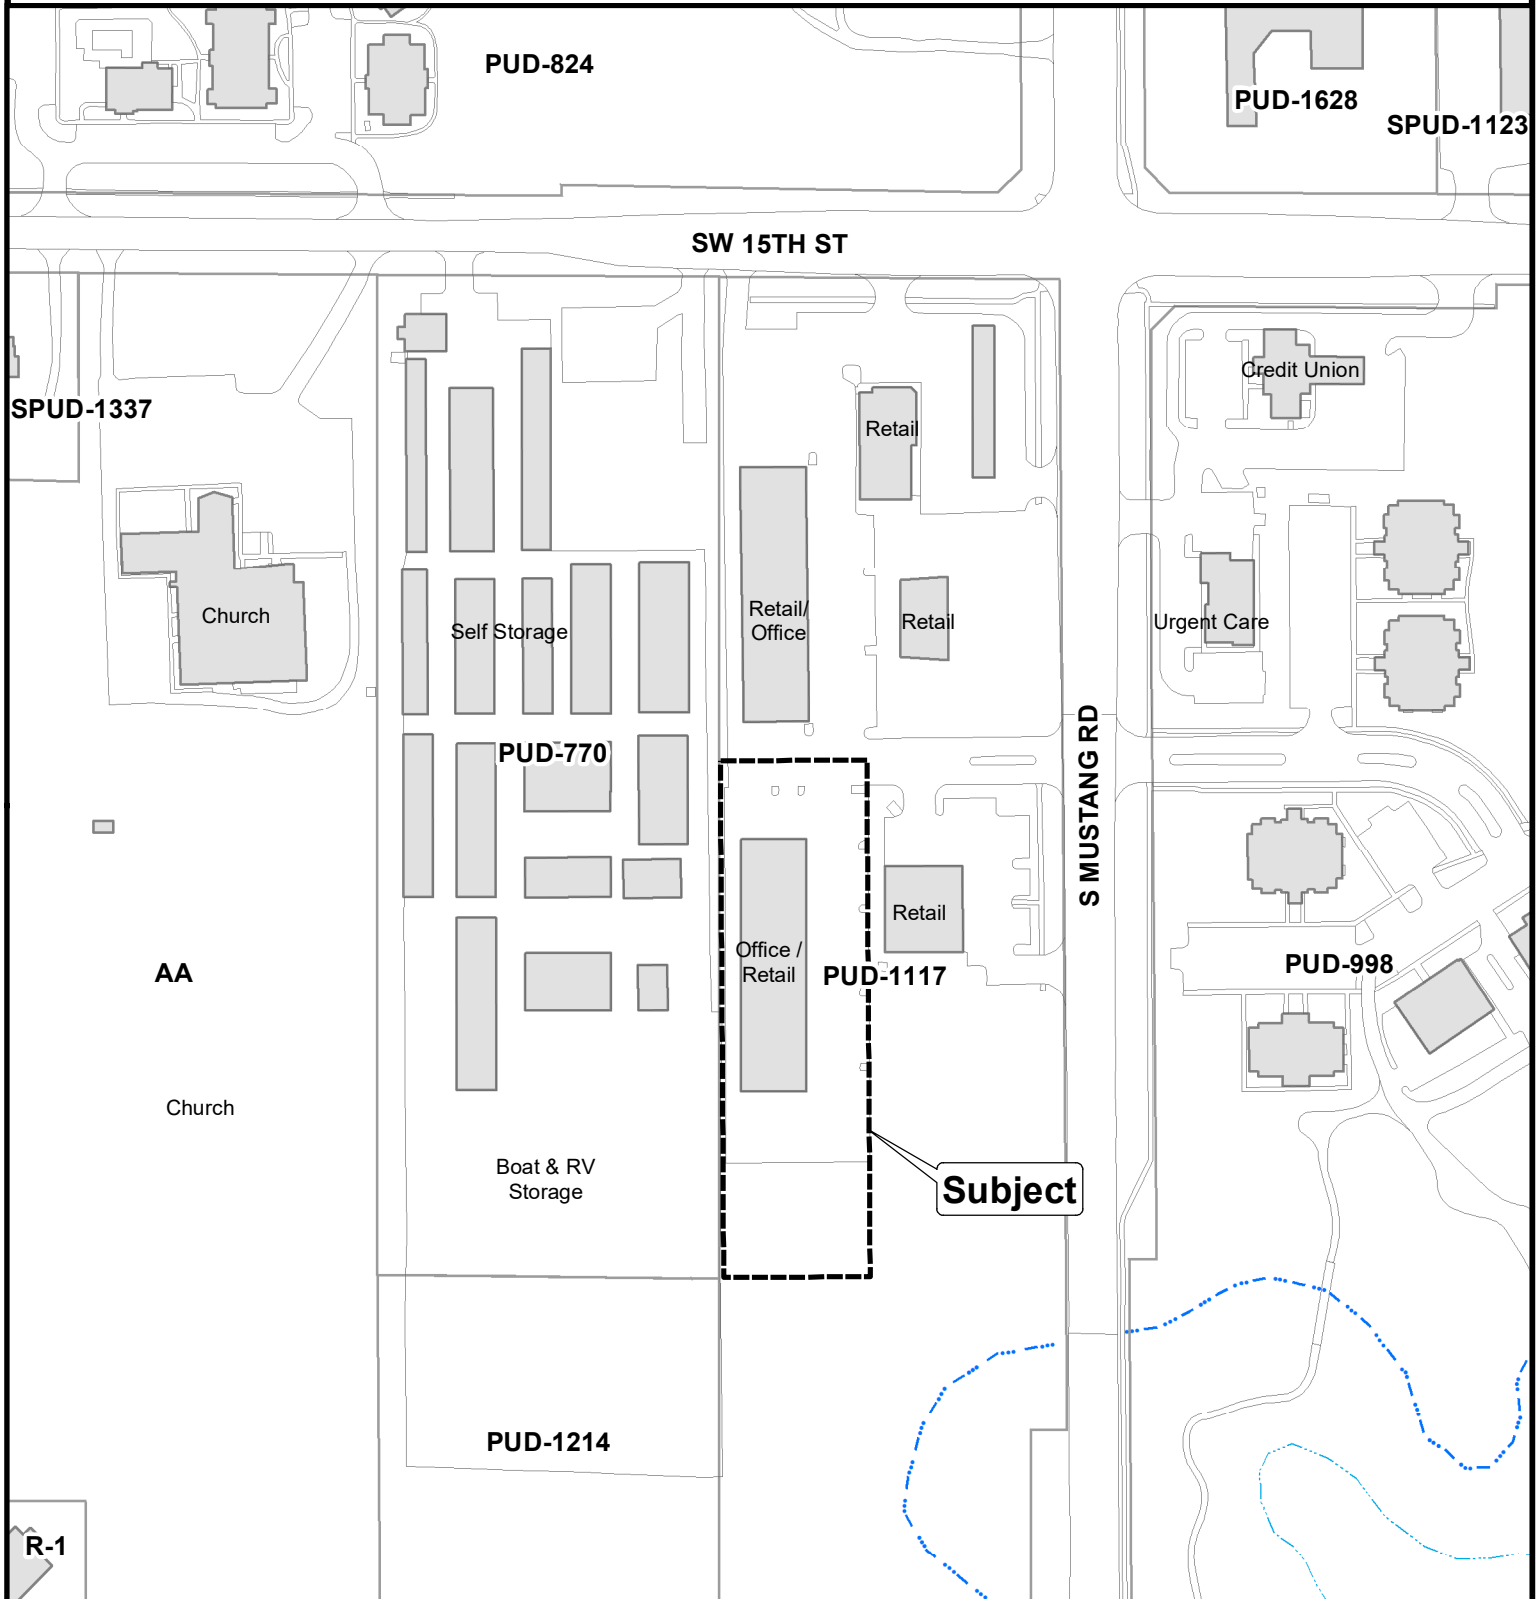 PUD-824
PUD-1628
SPUD-1123
SW 15TH ST
Credit Union
SPUD-1337
Retail
Church
Self Storage
Retail/
Office
Retail
Urgent Care
PUD-770
S MUSTANG RD
Retail
Office /
Retail
PUD-1117
PUD-998
AA
Church
Boat & RV
Storage
Subject
PUD-1214
R-1